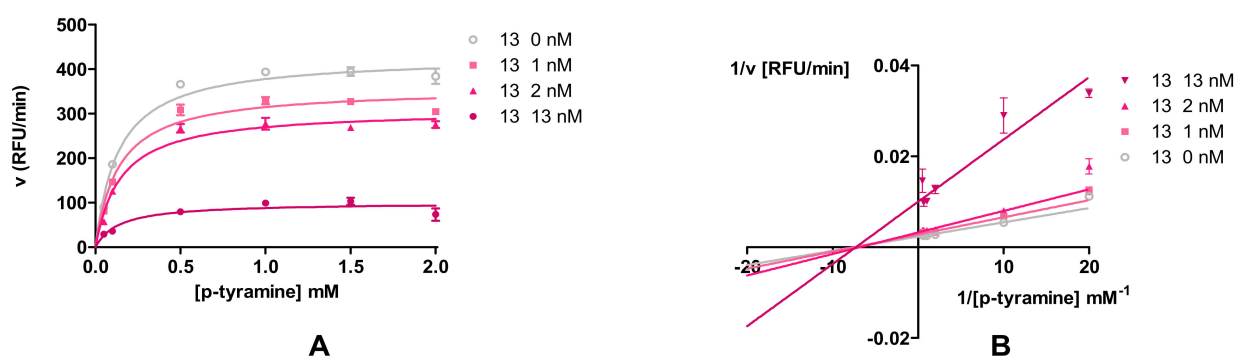 500
400
300
200
100
0
0.0 0.5 1.0 1.5 2.0
v (RFU/min)
[p-tyramine] mM
13 0 nM
13 1 nM
13 2 nM
13 13 nM
A
1/v [RFU/min]
0.04
0.02
-0.02
-20 -10 10 20
1/[p-tyramine] mM-1
13 13 nM
13 2 nM
13 1 nM
13 0 nM
B